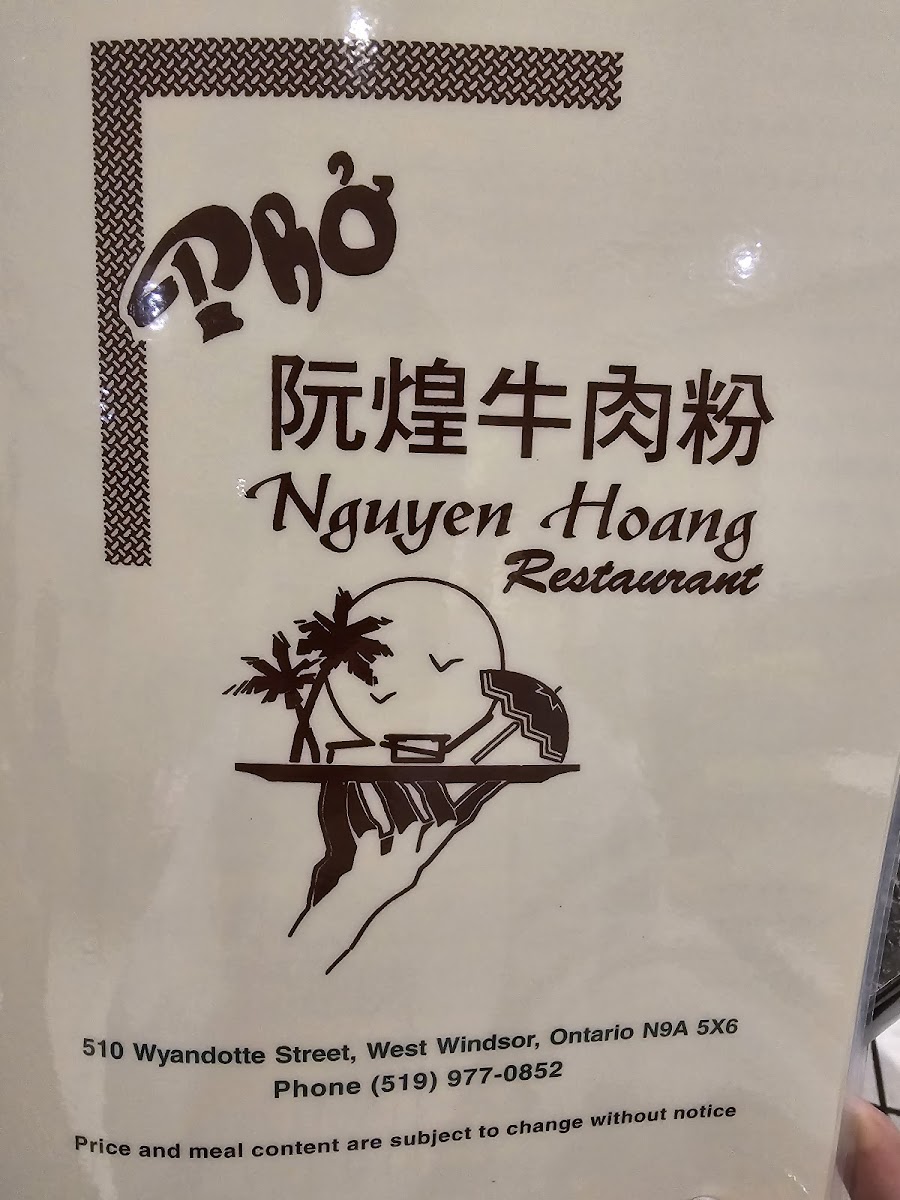 Phở
阮煌牛肉粉
Nguyen Hoang
Restaurant
510 Wyandotte Street, West Windsor, Ontario N9A 5X6
Phone (519) 977-0852
Price and meal content are subject to change without notice